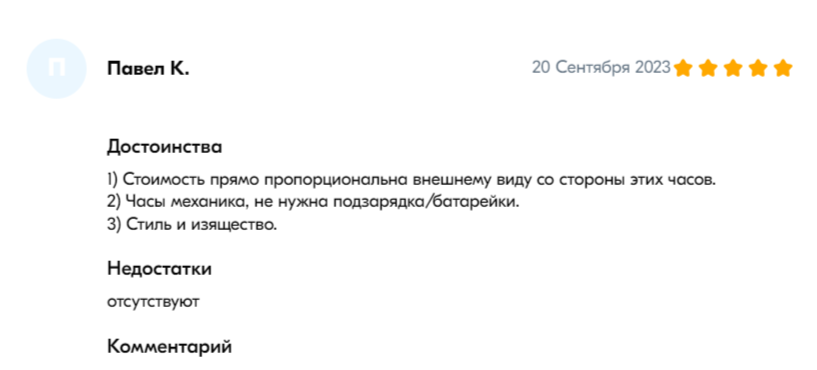 П
Павел К.
20 Сентября 2023
Достоинства
1) Стоимость прямо пропорциональна внешнему виду со стороны этих часов.
2) Часы механика, не нужна подзарядка/батарейки.
3) Стиль и изящество.
Недостатки
отсутствуют
Комментарий